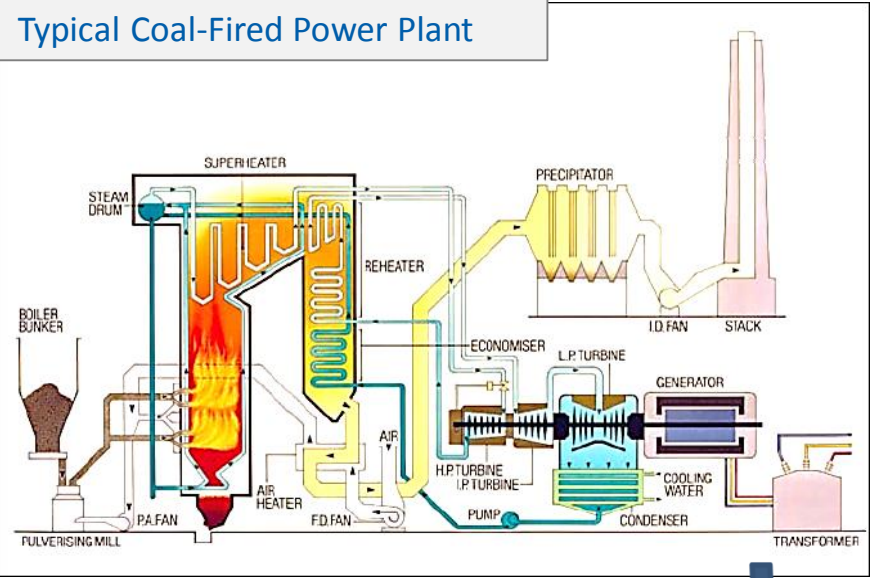 Typical Coal-Fired Power Plant
SUPERHEATER
STEAM
DRUM
PRECIPITATOR
REHEATER
BOILER
BUNKER
I.D. FAN
STACK
ECONOMISER
L.P. TURBINE
GENERATOR
AIR
H.P. TURBINE
I.P. TURBINE
AIR
HEATER
COOLING
WATER
P.A. FAN
F.D. FAN
PUMP
CONDENSER
PULVERISING MILL
TRANSFORMER